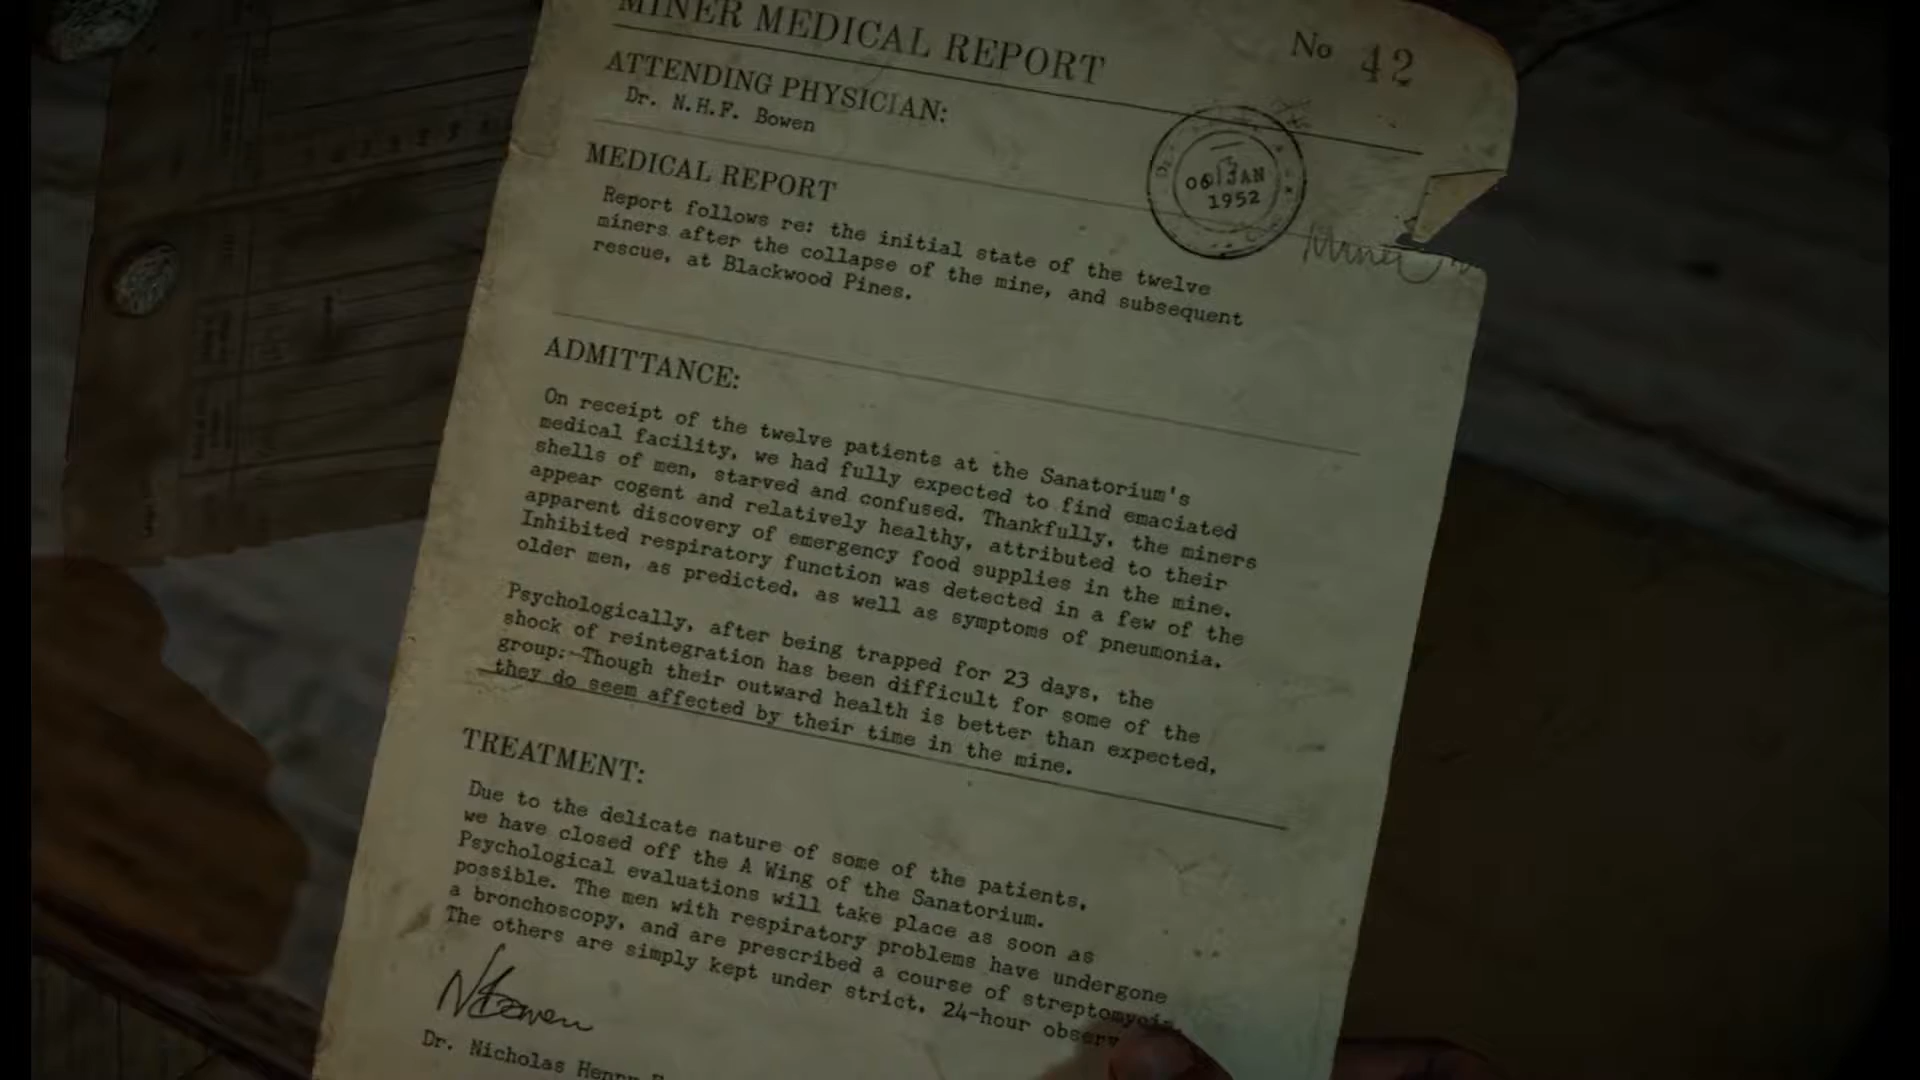 MINER MEDICAL REPORT
No 42
ATTENDING PHYSICIAN:
Dr. N.H.F. Bowen
06 JAN
1952
MEDICAL REPORT
Report follows re: the initial state of the twelve
miners after the collapse of the mine, and subsequent
rescue, at Blackwood Pines.
ADMITTANCE:
On receipt of the twelve patients at the Sanatorium's
medical facility, we had fully expected to find emaciated
shells of men, starved and confused. Thankfully, the miners
appear cogent and relatively healthy, attributed to their
apparent discovery of emergency food supplies in the mine.
Inhibited respiratory function was detected in a few of the
older men, as predicted, as well as symptoms of pneumonia.
Psychologically, after being trapped for 23 days, the
shock of reintegration has been difficult for some of the
group: Though their outward health is better than expected,
they do seem affected by their time in the mine.
TREATMENT:
Due to the delicate nature of some of the patients,
we have closed off the A Wing of the Sanatorium.
Psychological evaluations will take place as soon as
possible. The men with respiratory problems have undergone
a bronchoscopy, and are prescribed a course of streptomycin.
The others are simply kept under strict, 24-hour observ
NBowen
Dr. Nicholas Henry